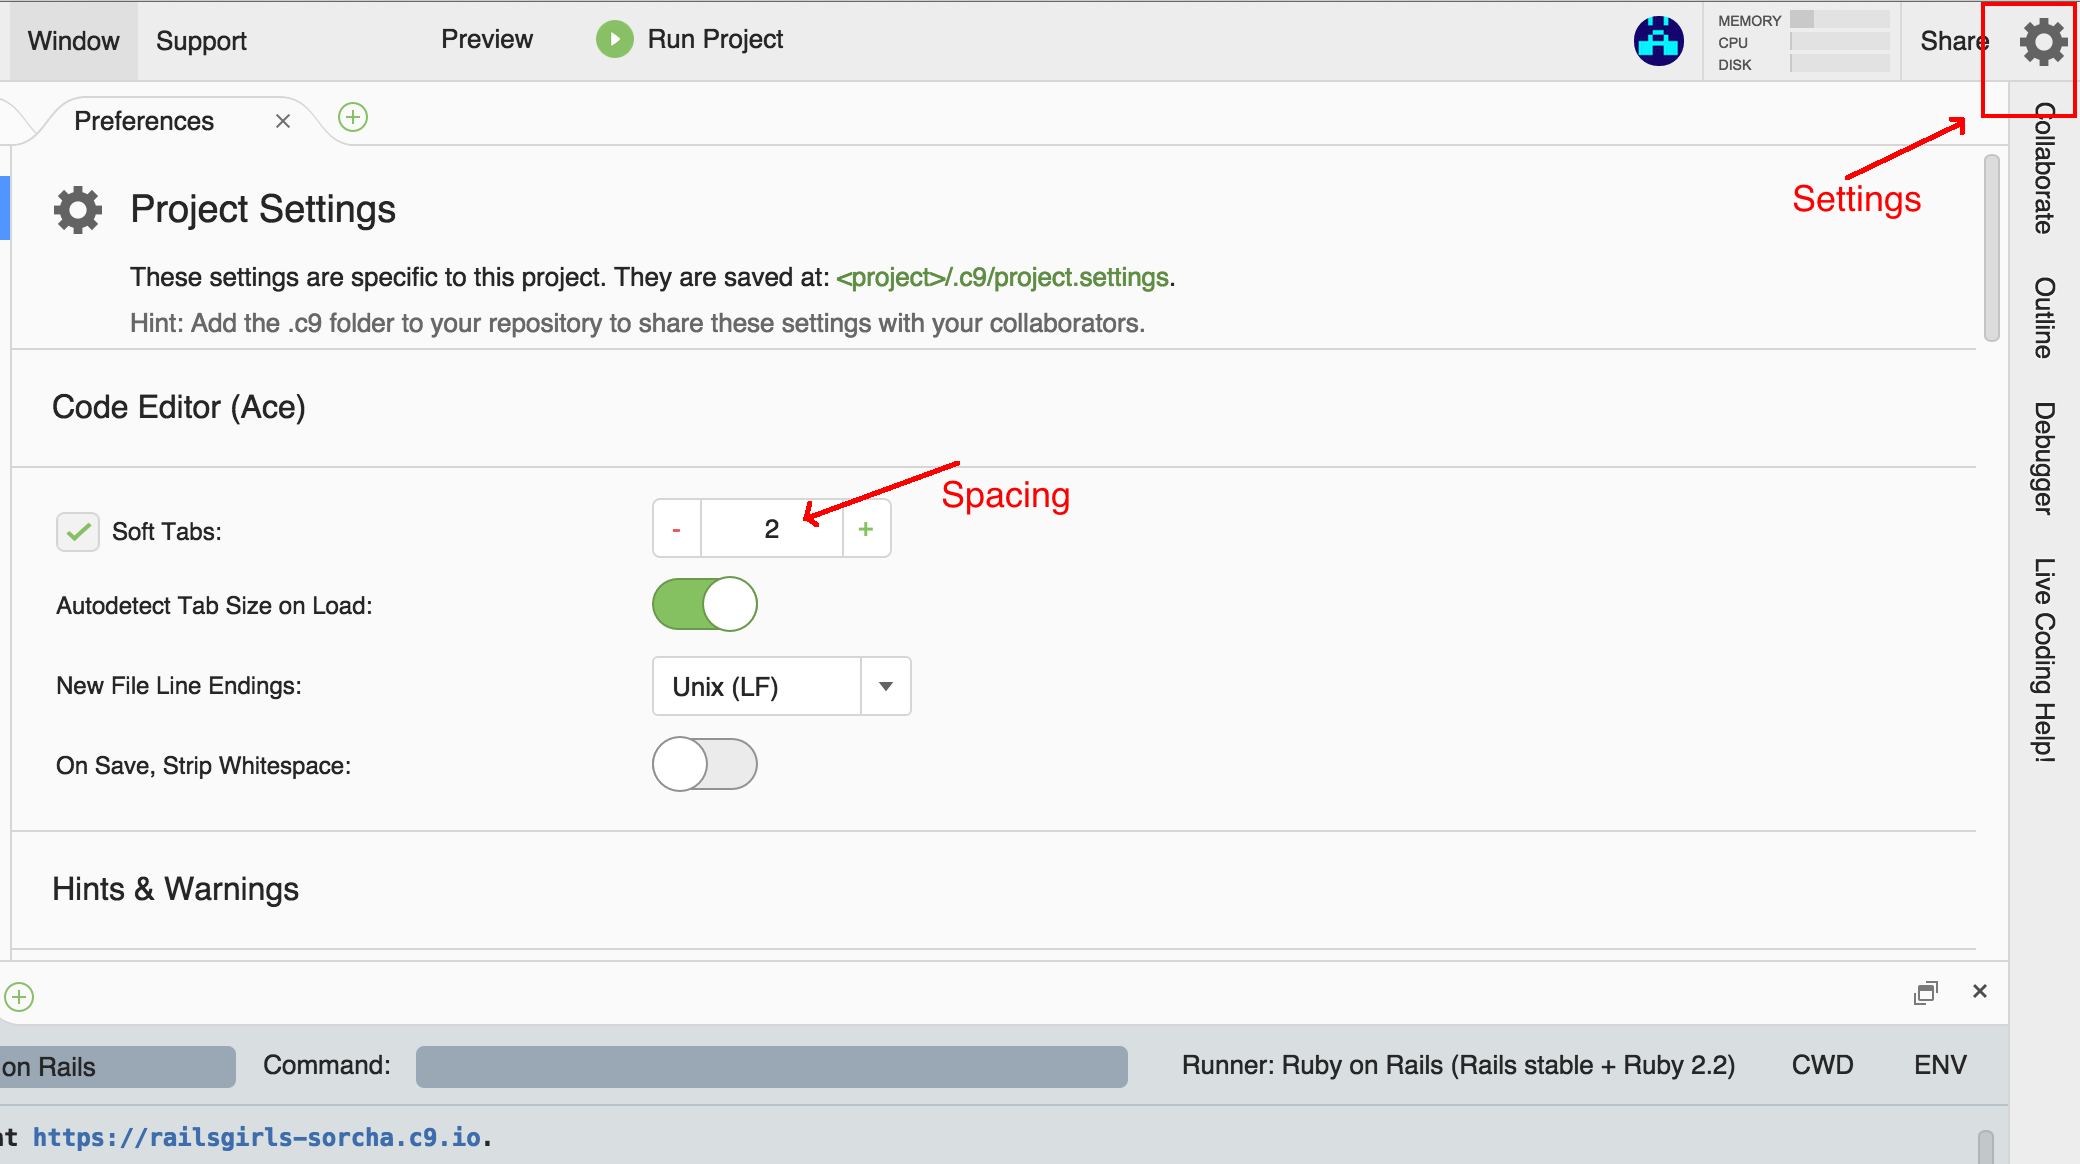 Window Support Preview Run Project MEMORY Share
CPU
DISK
Preferences
Settings
Project Settings
These settings are specific to this project. They are saved at: <project>/.c9/project.settings.
Hint: Add the .c9 folder to your repository to share these settings with your collaborators.
Code Editor (Ace)
Spacing
Soft Tabs: - 2 +
Autodetect Tab Size on Load:
New File Line Endings: Unix (LF)
On Save, Strip Whitespace:
Hints & Warnings
on Rails Command: Runner: Ruby on Rails (Rails stable + Ruby 2.2) CWD ENV
https://railsgirls-sorcha.c9.io.
Collaborate
Outline
Debugger
Live Coding Help!